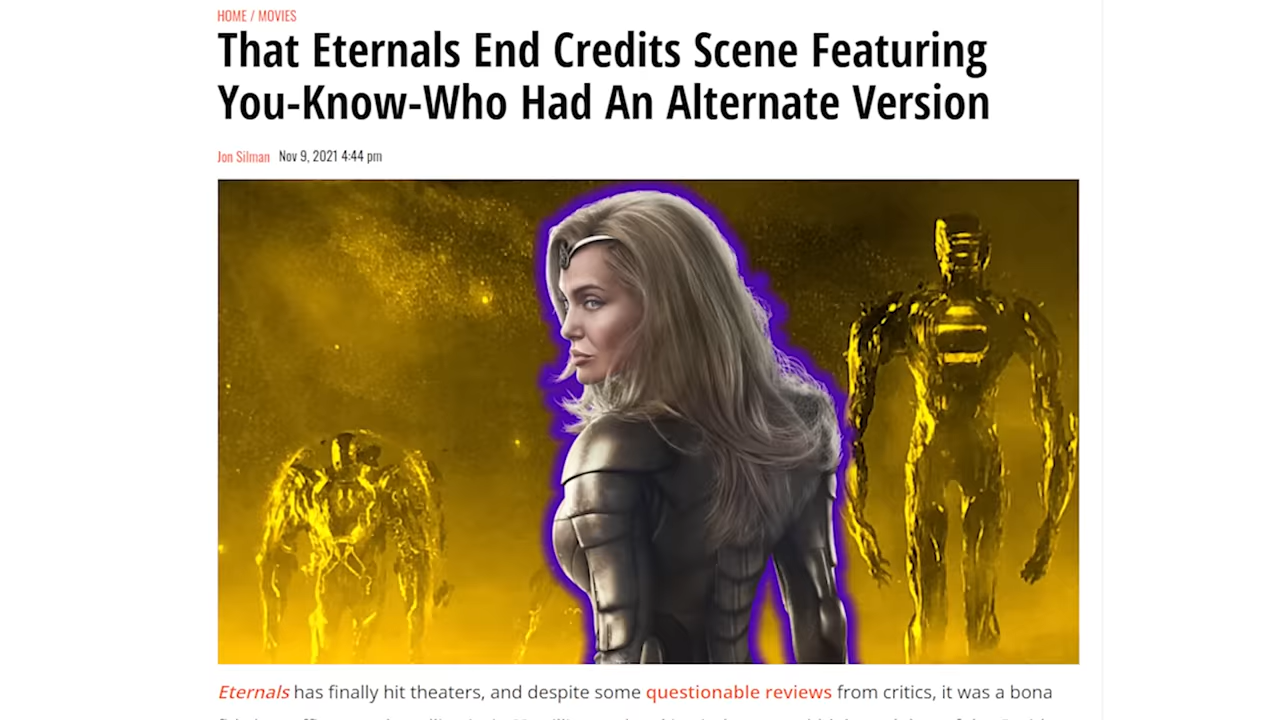 HOME / MOVIES
That Eternals End Credits Scene Featuring
You-Know-Who Had An Alternate Version
Jon Silman Nov 9, 2021 4:44 pm
Eternals has finally hit theaters, and despite some questionable reviews from critics, it was a bona